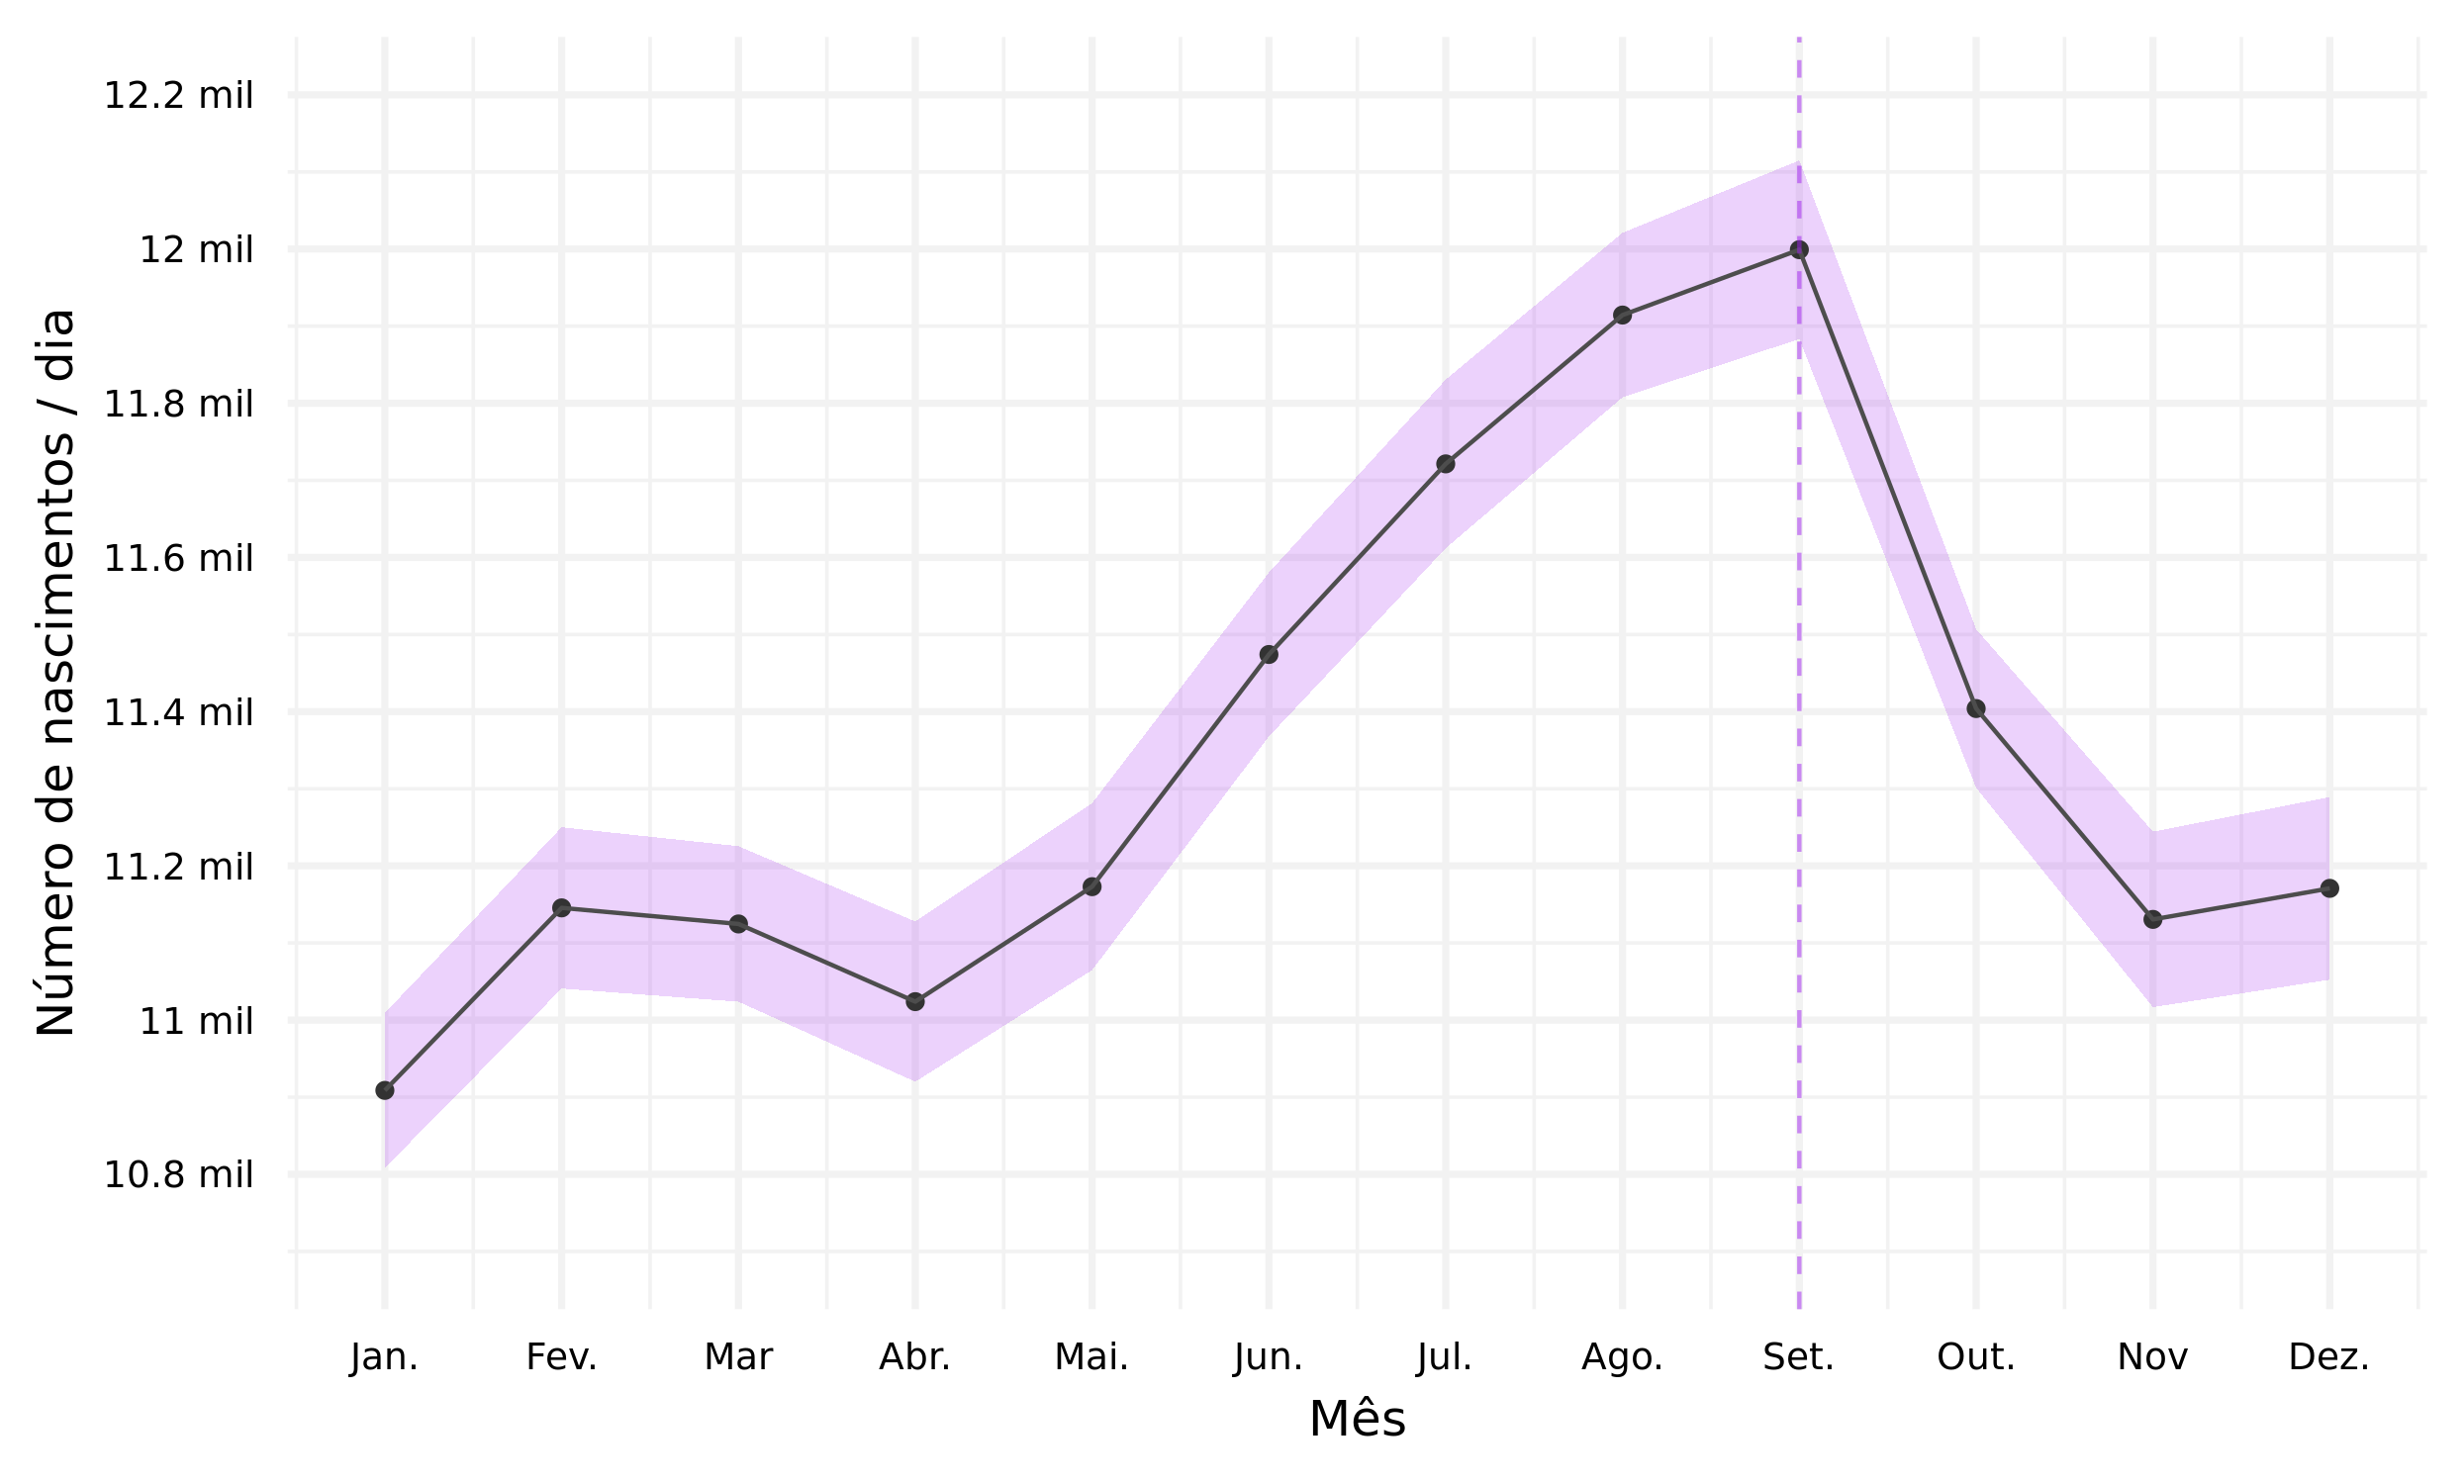 Número de nascimentos / dia
12.2 mil
12 mil
11.8 mil
11.6 mil
11.4 mil
11.2 mil
11 mil
10.8 mil
Jan. Fev. Mar Abr. Mai. Jun. Jul. Ago. Set. Out. Nov Dez.
Mês